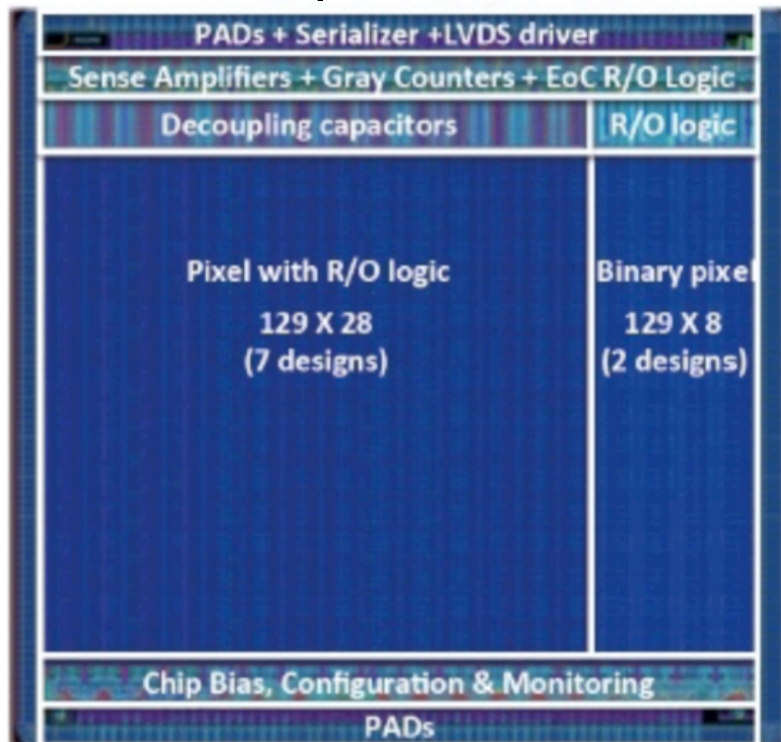 PADs + Serializer +LVDS driver
Sense Amplifiers + Gray Counters + EoC R/O Logic
Decoupling capacitors
R/O logic
Pixel with R/O logic
129 X 28
(7 designs)
Binary pixel
129 X 8
(2 designs)
Chip Bias, Configuration & Monitoring
PADs